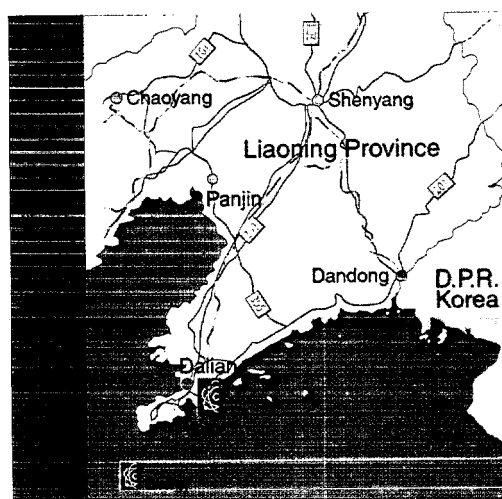 Chaoyang
Shenyang
Liaoning Province
Panjin
Dandong
D.P.R.
Korea
Dalian